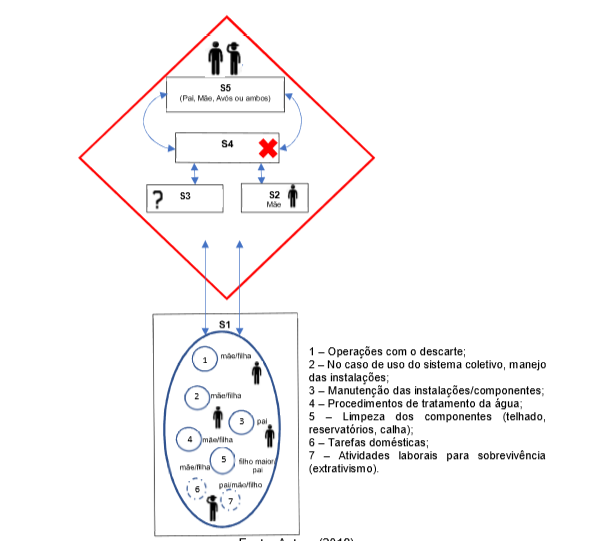 S5
(Pai, Mãe, Avós ou ambos)
S4
?
S3
S2
Mãe
S1
1
mãe/filha
2
mãe/filha
3
pai
4
mãe/filha
5
filho maior/
pai
mãe/filha
6
pai/mãe/filho
7
1 – Operações com o descarte;
2 – No caso de uso do sistema coletivo, manejo
das instalações;
3 – Manutenção das instalações/componentes;
4 – Procedimentos de tratamento da água;
5 – Limpeza dos componentes (telhado,
reservatórios, calha);
6 – Tarefas domésticas;
7 – Atividades laborais para sobrevivência
(extrativismo).